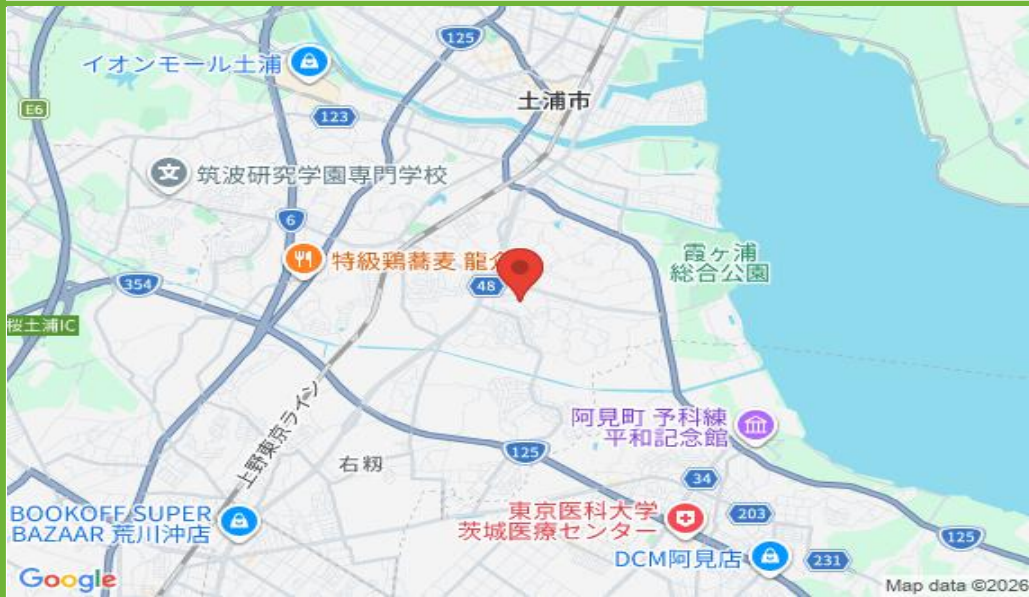 125
イオンモール土浦
土浦市
E6
123
筑波研究学園専門学校
6
霞ヶ浦
総合公園
特級鶏蕎麦 龍介
48
354
桜土浦IC
上野東京ライン
阿見町 予科練
平和記念館
125
右籾
34
東京医科大学
茨城医療センター
203
BOOKOFF SUPER
BAZAAR 荒川沖店
125
DCM阿見店
231
Google
Map data ©2026